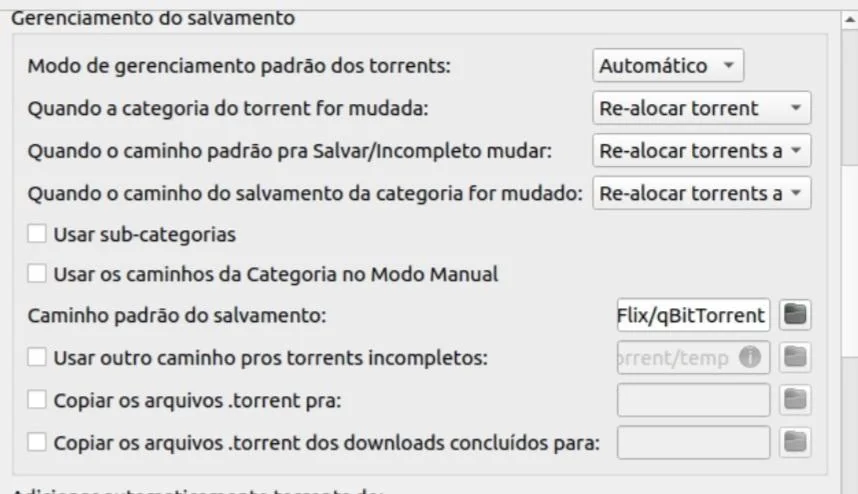 Gerenciamento do salvamento
Modo de gerenciamento padrão dos torrents: Automático
Quando a categoria do torrent for mudada: Re-alocar torrent
Quando o caminho padrão pra Salvar/Incompleto mudar: Re-alocar torrents a
Quando o caminho do salvamento da categoria for mudado: Re-alocar torrents a
Usar sub-categorias
Usar os caminhos da Categoria no Modo Manual
Caminho padrão do salvamento: Flix/qBitTorrent
Usar outro caminho pros torrents incompletos: orrent/temp
Copiar os arquivos .torrent pra:
Copiar os arquivos .torrent dos downloads concluídos para: